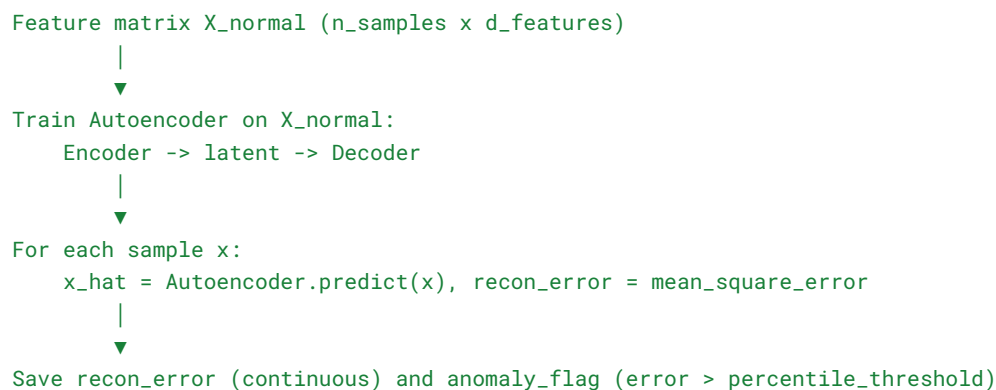 Feature matrix X_normal (n_samples x d_features)
│
▼
Train Autoencoder on X_normal:
Encoder -> latent -> Decoder
│
▼
For each sample x:
x_hat = Autoencoder.predict(x), recon_error = mean_square_error
│
▼
Save recon_error (continuous) and anomaly_flag (error > percentile_threshold)